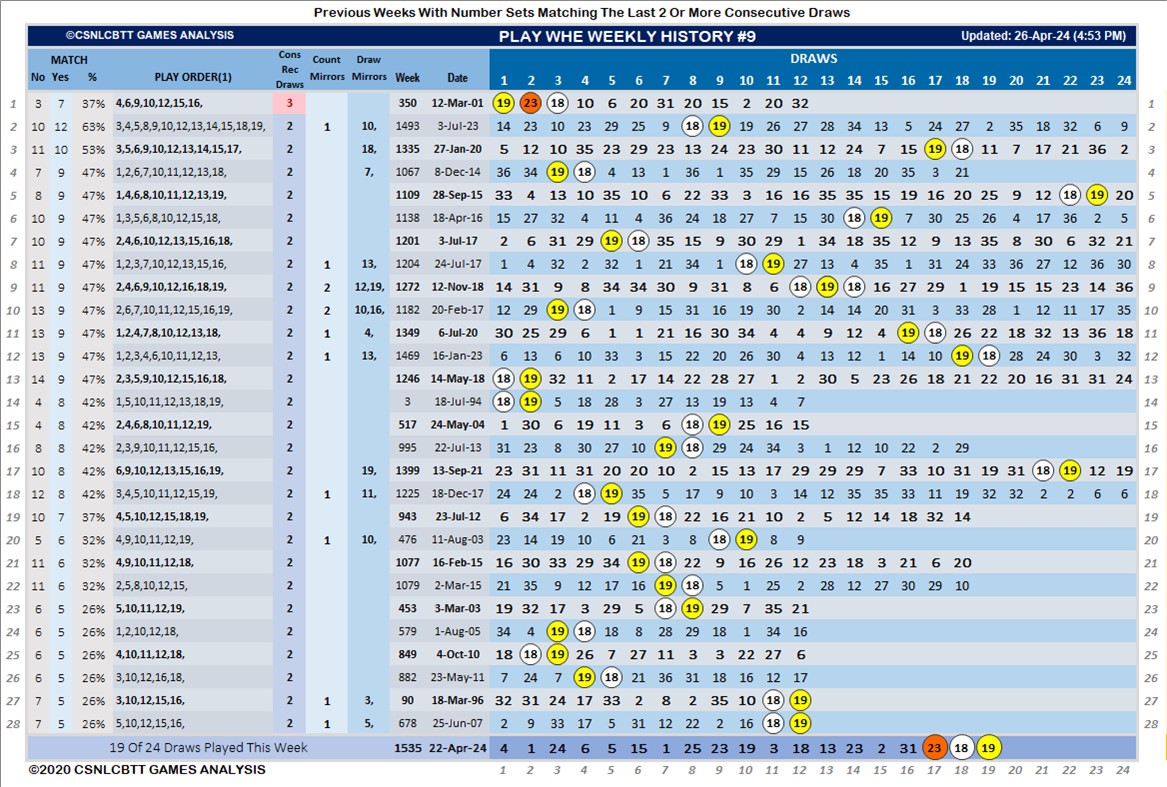 Previous Weeks With Number Sets Matching The Last 2 Or More Consecutive Draws
©CSNLCBTT GAMES ANALYSIS PLAY WHE WEEKLY HISTORY #9 Updated: 26-Apr-24 (4:53 PM)
MATCH Cons Rec Draws Count Mirrors Draw Mirrors DRAWS
No Yes % PLAY ORDER(1) Week Date 1 2 3 4 5 6 7 8 9 10 11 12 13 14 15 16 17 18 19 20 21 22 23 24
1 3 7 37% 4,6,9,10,12,15,16, 3 350 12-Mar-01 19 23 18 10 6 20 31 20 15 2 20 32 1
2 10 12 63% 3,4,5,8,9,10,12,13,14,15,18,19, 2 1 10, 1493 3-Jul-23 14 23 10 23 29 25 9 18 19 19 26 27 28 34 13 5 24 27 2 35 18 32 6 9 2
3 11 10 53% 3,5,6,9,10,12,13,14,15,17, 2 18, 1335 27-Jan-20 5 12 10 35 23 29 23 13 24 23 30 11 12 24 7 15 19 18 11 7 17 21 36 2 3
4 7 9 47% 1,2,6,7,10,11,12,13,18, 2 7, 1067 8-Dec-14 36 34 19 18 4 13 1 36 1 35 29 15 26 18 20 35 3 21 4
5 8 9 47% 1,4,6,8,10,11,12,13,19, 2 1109 28-Sep-15 33 4 13 10 35 10 6 22 33 3 16 16 35 35 15 19 16 20 25 9 12 18 19 20 5
6 10 9 47% 1,3,5,6,8,10,12,15,18, 2 1138 18-Apr-16 15 27 32 4 11 4 36 24 18 27 6 7 15 18 19 7 30 25 26 4 17 36 2 5 6
7 10 9 47% 2,4,6,10,12,13,15,16,18, 2 1201 3-Jul-17 2 6 31 29 19 18 35 15 9 30 29 1 34 18 35 12 9 13 35 8 30 6 32 21 7
8 11 9 47% 1,2,3,7,10,12,13,15,16, 2 1 13, 1204 24-Jul-17 1 4 32 2 32 1 21 34 1 18 19 27 13 4 35 1 31 24 33 36 27 12 36 30 8
9 11 9 47% 2,4,6,9,10,12,16,18,19, 2 2 12,19, 1272 12-Nov-18 14 31 9 8 34 34 30 9 31 8 6 18 19 18 16 27 29 1 19 15 15 23 14 36 9
10 13 9 47% 2,6,7,10,11,12,15,16,19, 2 2 10,16, 1182 20-Feb-17 12 29 19 18 1 9 15 31 16 19 30 2 14 14 20 31 3 33 28 1 12 11 17 35 10
11 13 9 47% 1,2,4,7,8,10,12,13,18, 2 1 4, 1349 6-Jul-20 30 25 29 6 1 1 21 16 30 34 4 4 9 12 4 19 18 26 22 18 32 13 36 18 11
12 13 9 47% 1,2,3,4,6,10,11,12,13, 2 1 13, 1469 16-Jan-23 6 13 6 10 33 3 15 22 20 26 30 4 13 12 1 14 10 19 18 28 24 30 3 32 12
13 14 9 47% 2,3,5,9,10,12,15,16,18, 2 1246 14-May-18 18 19 32 11 2 17 14 22 28 27 1 2 30 5 23 26 18 21 22 20 16 31 31 24 13
14 4 8 42% 1,5,10,11,12,13,18,19, 2 3 18-Jul-94 18 19 5 18 28 3 27 13 19 13 4 7 14
15 4 8 42% 2,4,6,8,10,11,12,19, 2 517 24-May-04 1 30 6 19 11 3 6 18 19 25 16 15 15
16 8 8 42% 2,3,9,10,11,12,15,16, 2 995 22-Jul-13 31 23 8 30 27 10 19 18 29 24 34 3 1 12 10 22 2 29 16
17 10 8 42% 6,9,10,12,13,15,16,19, 2 19, 1399 13-Sep-21 23 31 11 31 20 20 10 2 15 13 17 29 29 29 7 33 10 31 19 31 18 19 12 19 17
18 12 8 42% 3,4,5,10,11,12,15,19, 2 1 11, 1225 18-Dec-17 24 24 2 18 19 35 5 17 9 10 3 14 12 35 35 33 11 19 32 32 2 2 6 6 18
19 10 7 37% 4,5,10,12,15,18,19, 2 943 23-Jul-12 6 34 17 2 19 19 18 22 16 21 10 2 5 12 14 18 32 14 19
20 5 6 32% 4,9,10,11,12,19, 2 1 10, 476 11-Aug-03 23 14 19 10 6 21 3 8 18 19 8 9 20
21 11 6 32% 4,9,10,11,12,18, 2 1077 16-Feb-15 16 30 33 29 34 19 18 22 9 16 26 12 23 18 3 21 6 20 21
22 11 6 32% 2,5,8,10,12,15, 2 1079 2-Mar-15 21 35 9 12 17 16 19 18 5 1 25 2 28 12 27 30 29 10 22
23 6 5 26% 5,10,11,12,19, 2 453 3-Mar-03 19 32 17 3 29 5 18 19 29 7 35 21 23
24 6 5 26% 1,2,10,12,18, 2 579 1-Aug-05 34 4 19 18 18 8 28 29 18 1 34 16 24
25 6 5 26% 4,10,11,12,18, 2 849 4-Oct-10 18 18 19 26 7 27 11 3 3 22 27 6 25
26 6 5 26% 3,10,12,16,18, 2 882 23-May-11 7 24 7 19 18 21 36 31 18 16 12 17 26
27 7 5 26% 3,10,12,15,16, 2 1 3, 90 18-Mar-96 32 31 24 17 33 2 8 2 35 10 18 19 27
28 7 5 26% 5,10,12,15,16, 2 1 5, 678 25-Jun-07 2 9 33 17 5 31 12 22 2 16 18 19 28
19 Of 24 Draws Played This Week 1535 22-Apr-24 4 1 24 6 5 15 1 25 23 19 3 18 13 23 2 31 23 18 19
©2020 CSNLCBTT GAMES ANALYSIS 1 2 3 4 5 6 7 8 9 10 11 12 13 14 15 16 17 18 19 20 21 22 23 24